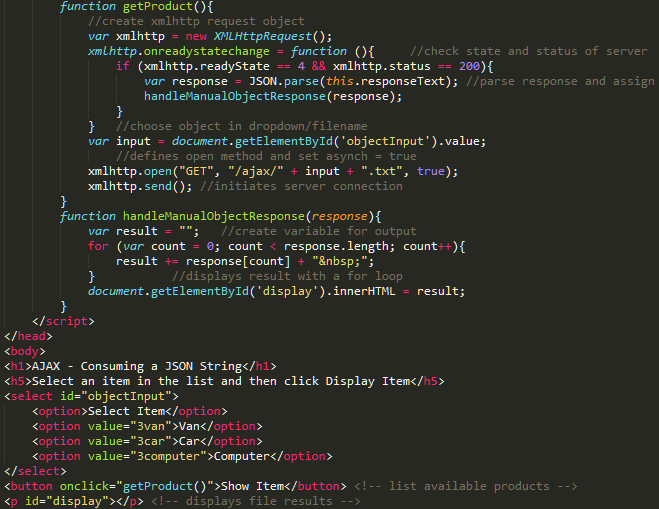 function getProduct(){
//create xmlhttp request object
var xmlhttp = new XMLHttpRequest();
xmlhttp.onreadystatechange = function (){     //check state and status of server
if (xmlhttp.readyState == 4 && xmlhttp.status == 200){
var response = JSON.parse(this.responseText); //parse response and assign
handleManualObjectResponse(response);
}
}   //choose object in dropdown/filename
var input = document.getElementById('objectInput').value;
//defines open method and set asynch = true
xmlhttp.open("GET", "/ajax/" + input + ".txt", true);
xmlhttp.send(); //initiates server connection
}
function handleManualObjectResponse(response){
var result = "";   //create variable for output
for (var count = 0; count < response.length; count++){
result += response[count] + "&nbsp;";
}           //displays result with a for loop
document.getElementById('display').innerHTML = result;
}
</script>
</head>
<body>
<h1>AJAX - Consuming a JSON String</h1>
<h5>Select an item in the list and then click Display Item</h5>
<select id="objectInput">
<option>Select Item</option>
<option value="3van">Van</option>
<option value="3car">Car</option>
<option value="3computer">Computer</option>
</select>
<button onclick="getProduct()">Show Item</button> <!-- list available products -->
<p id="display"></p> <!-- displays file results -->